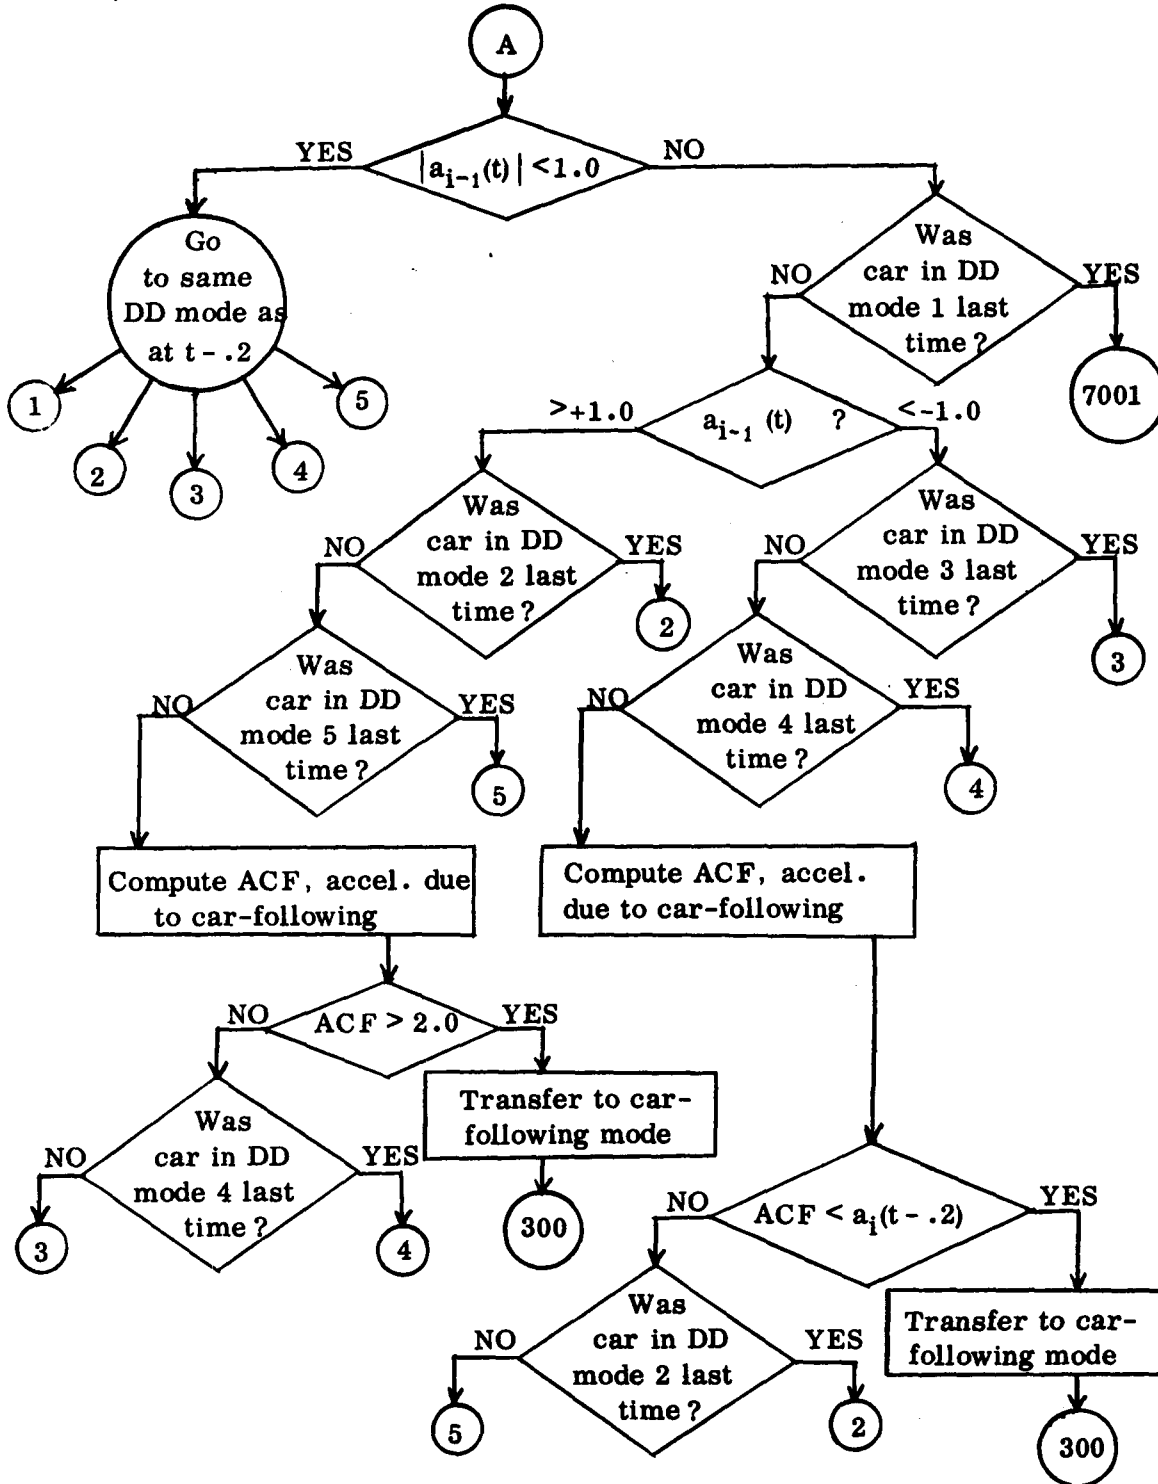 A
YES
|a i-1 (t)| < 1.0
NO
Go
to same
DD mode as
at t - .2
1
2
3
4
5
Was
car in DD
mode 1 last
time ?
NO
YES
7001
>+1.0
a i-1 (t) ?
<-1.0
Was
car in DD
mode 2 last
time ?
NO
YES
2
Was
car in DD
mode 3 last
time ?
NO
YES
3
Was
car in DD
mode 5 last
time ?
NO
YES
5
Was
car in DD
mode 4 last
time ?
NO
YES
4
Compute ACF, accel. due
to car-following
Compute ACF, accel.
due to car-following
NO
ACF > 2.0
YES
Transfer to car-
following mode
300
Was
car in DD
mode 4 last
time ?
NO
YES
3
4
NO
ACF < a i (t - .2)
YES
Transfer to car-
following mode
300
Was
car in DD
mode 2 last
time ?
NO
YES
5
2